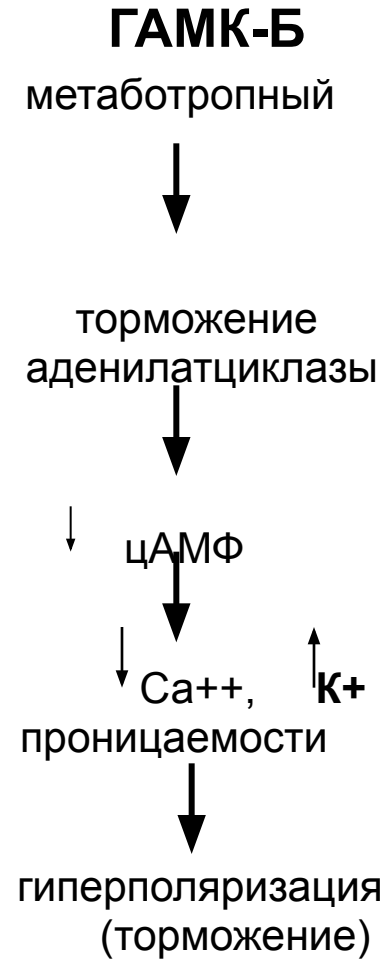 ГАМК-Б
метаботропный
торможение
аденилатциклазы
цАМФ
Ca++, К+
проницаемости
гиперполяризация
(торможение)